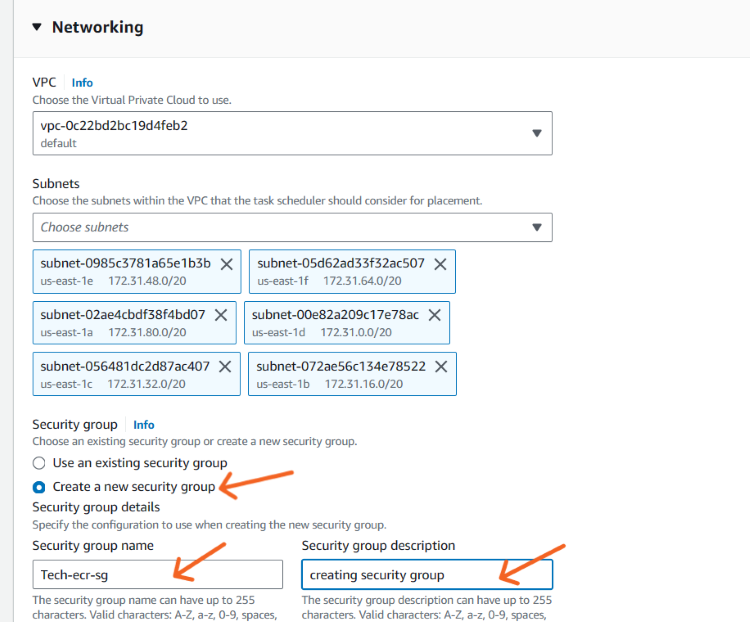 Networking
VPC Info
Choose the Virtual Private Cloud to use.
vpc-0c22bd2bc19d4feb2
default
Subnets
Choose the subnets within the VPC that the task scheduler should consider for placement.
Choose subnets
subnet-0985c3781a65e1b3b subnet-05d62ad33f32ac507
us-east-1e 172.31.48.0/20 us-east-1f 172.31.64.0/20
subnet-02ae4cbdf38f4bd07 subnet-00e82a209c17e78ac
us-east-1a 172.31.80.0/20 us-east-1d 172.31.0.0/20
subnet-056481dc2d87ac407 subnet-072ae56c134e78522
us-east-1c 172.31.32.0/20 us-east-1b 172.31.16.0/20
Security group Info
Choose an existing security group or create a new security group.
Use an existing security group
Create a new security group
Security group details
Specify the configuration to use when creating the new security group.
Security group name Security group description
Tech-ecr-sg creating security group
The security group name can have up to 255 The security group description can have up to 255
characters. Valid characters: A-Z, a-z, 0-9, spaces, characters. Valid characters: A-Z, a-z, 0-9, spaces,